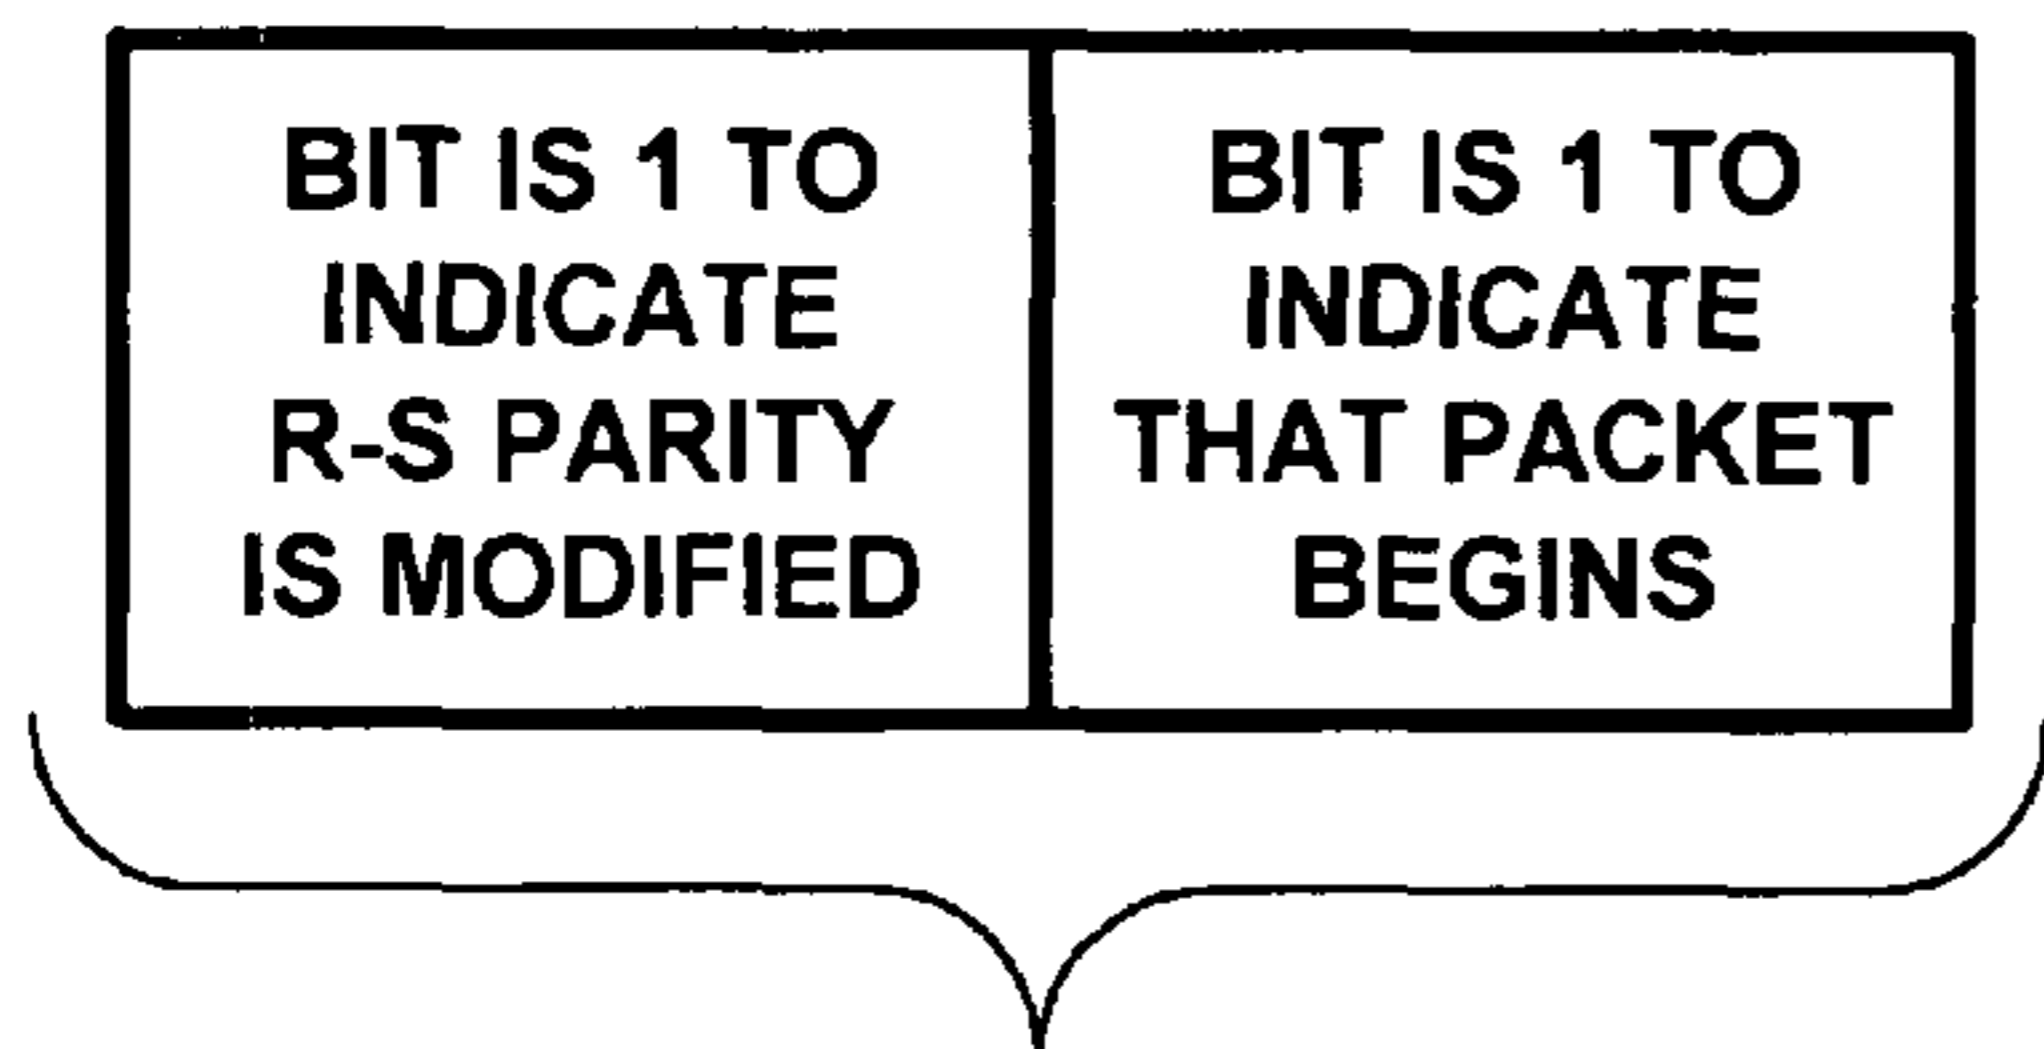 BIT IS 1 TO
INDICATE
R-S PARITY
IS MODIFIED
BIT IS 1 TO
INDICATE
THAT PACKET
BEGINS